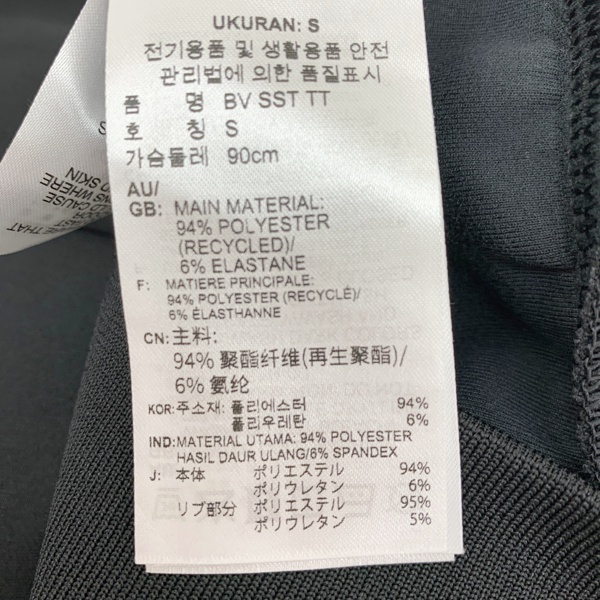 UKURAN: S
전기용품 및 생활용품 안전
관리법에 의한 품질표시
품 명 BV SST TT
호 칭 S
가슴둘레 90cm
AU/
GB: MAIN MATERIAL:
94% POLYESTER
(RECYCLED)/
6% ELASTANE
F: MATIERE PRINCIPALE:
94% POLYESTER (RECYCLÉ)/
6% ÉLASTHANNE
CN: 主料:
94% 聚酯纤维(再生聚酯)/
6% 氨纶
KOR: 주소재: 폴리에스터 94%
폴리우레탄 6%
IND: MATERIAL UTAMA: 94% POLYESTER
HASIL DAUR ULANG/6% SPANDEX
J: 本体 ポリエステル 94%
ポリウレタン 6%
リブ部分 ポリエステル 95%
ポリウレタン 5%
S
THAT
CAUSE
WHERE
SKIN